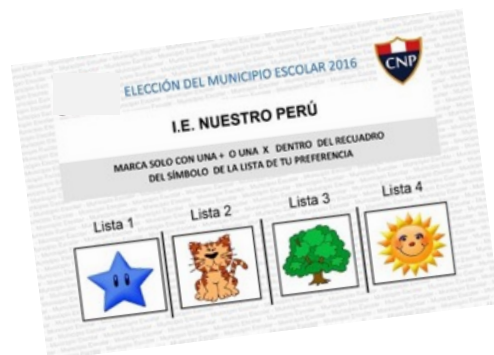 ELECCIÓN DEL MUNICIPIO ESCOLAR 2016
CNP
I.E. NUESTRO PERÚ
MARCA SOLO CON UNA + O UNA X DENTRO DEL RECUADRO
DEL SÍMBOLO DE LA LISTA DE TU PREFERENCIA
Lista 1
Lista 2
Lista 3
Lista 4